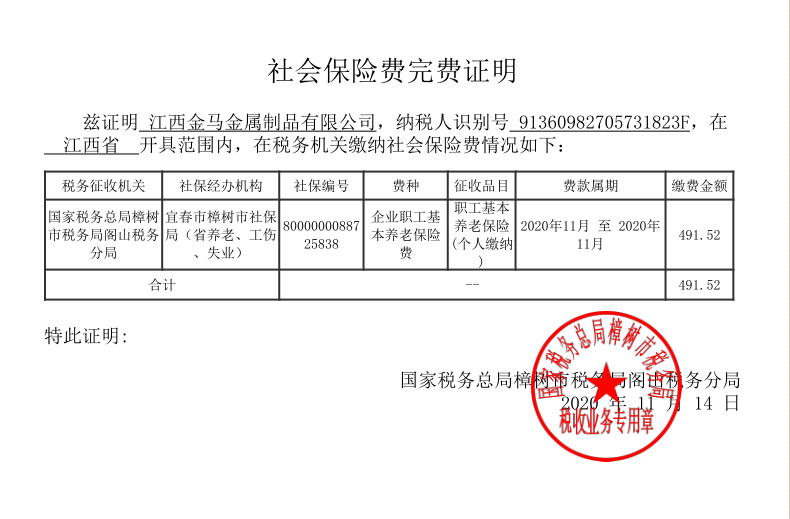 社会保险费完费证明
兹证明 江西金马金属制品有限公司，纳税人识别号 91360982705731823F，在
江西省 开具范围内，在税务机关缴纳社会保险费情况如下：
税务征收机关 社保经办机构 社保编号 费种 征收品目 费款属期 缴费金额
国家税务总局樟树
市税务局阁山税务
分局
宜春市樟树市社保
局（省养老、工伤
、失业）
80000000887
25838
企业职工基
本养老保险
费
职工基本
养老保险
(个人缴纳
)
2020年11月 至 2020年
11月
491.52
合计 -- 491.52
特此证明:
国家税务总局樟树市税务局阁山税务分局
2020 年 11 月 14 日
国家税务总局樟树市税务局
税收业务专用章